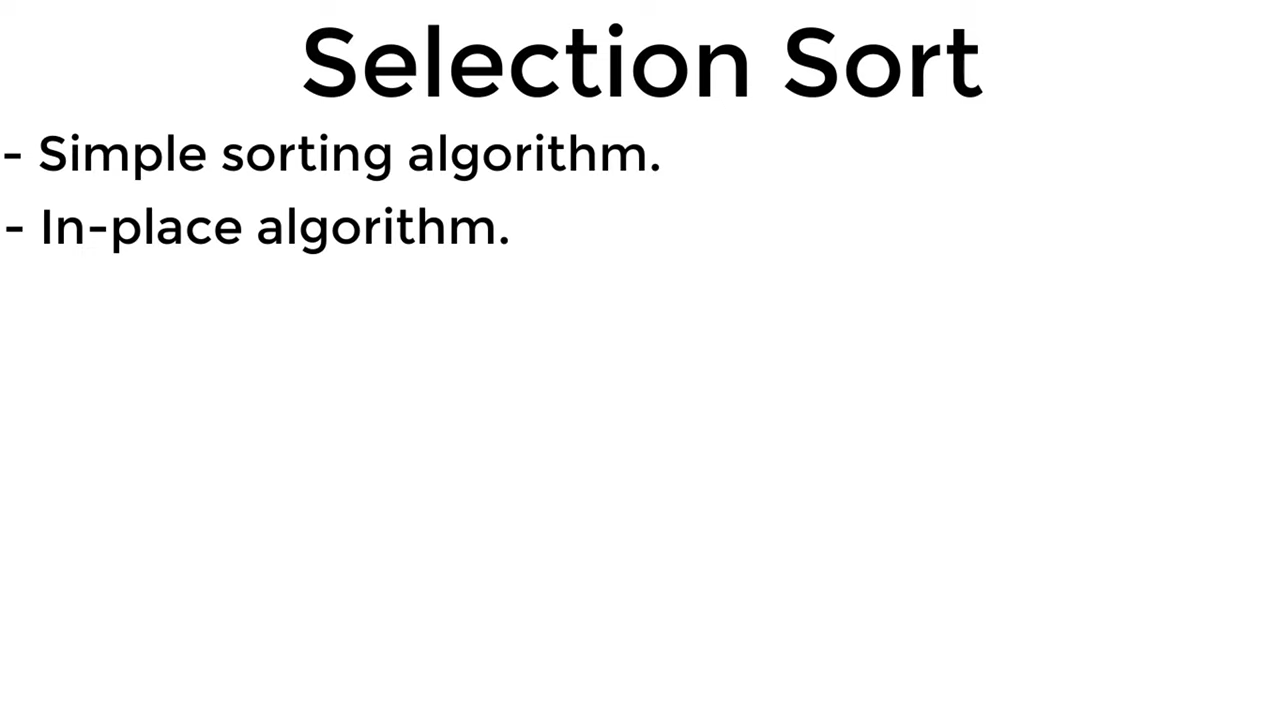 Selection Sort
- Simple sorting algorithm.
- In-place algorithm.